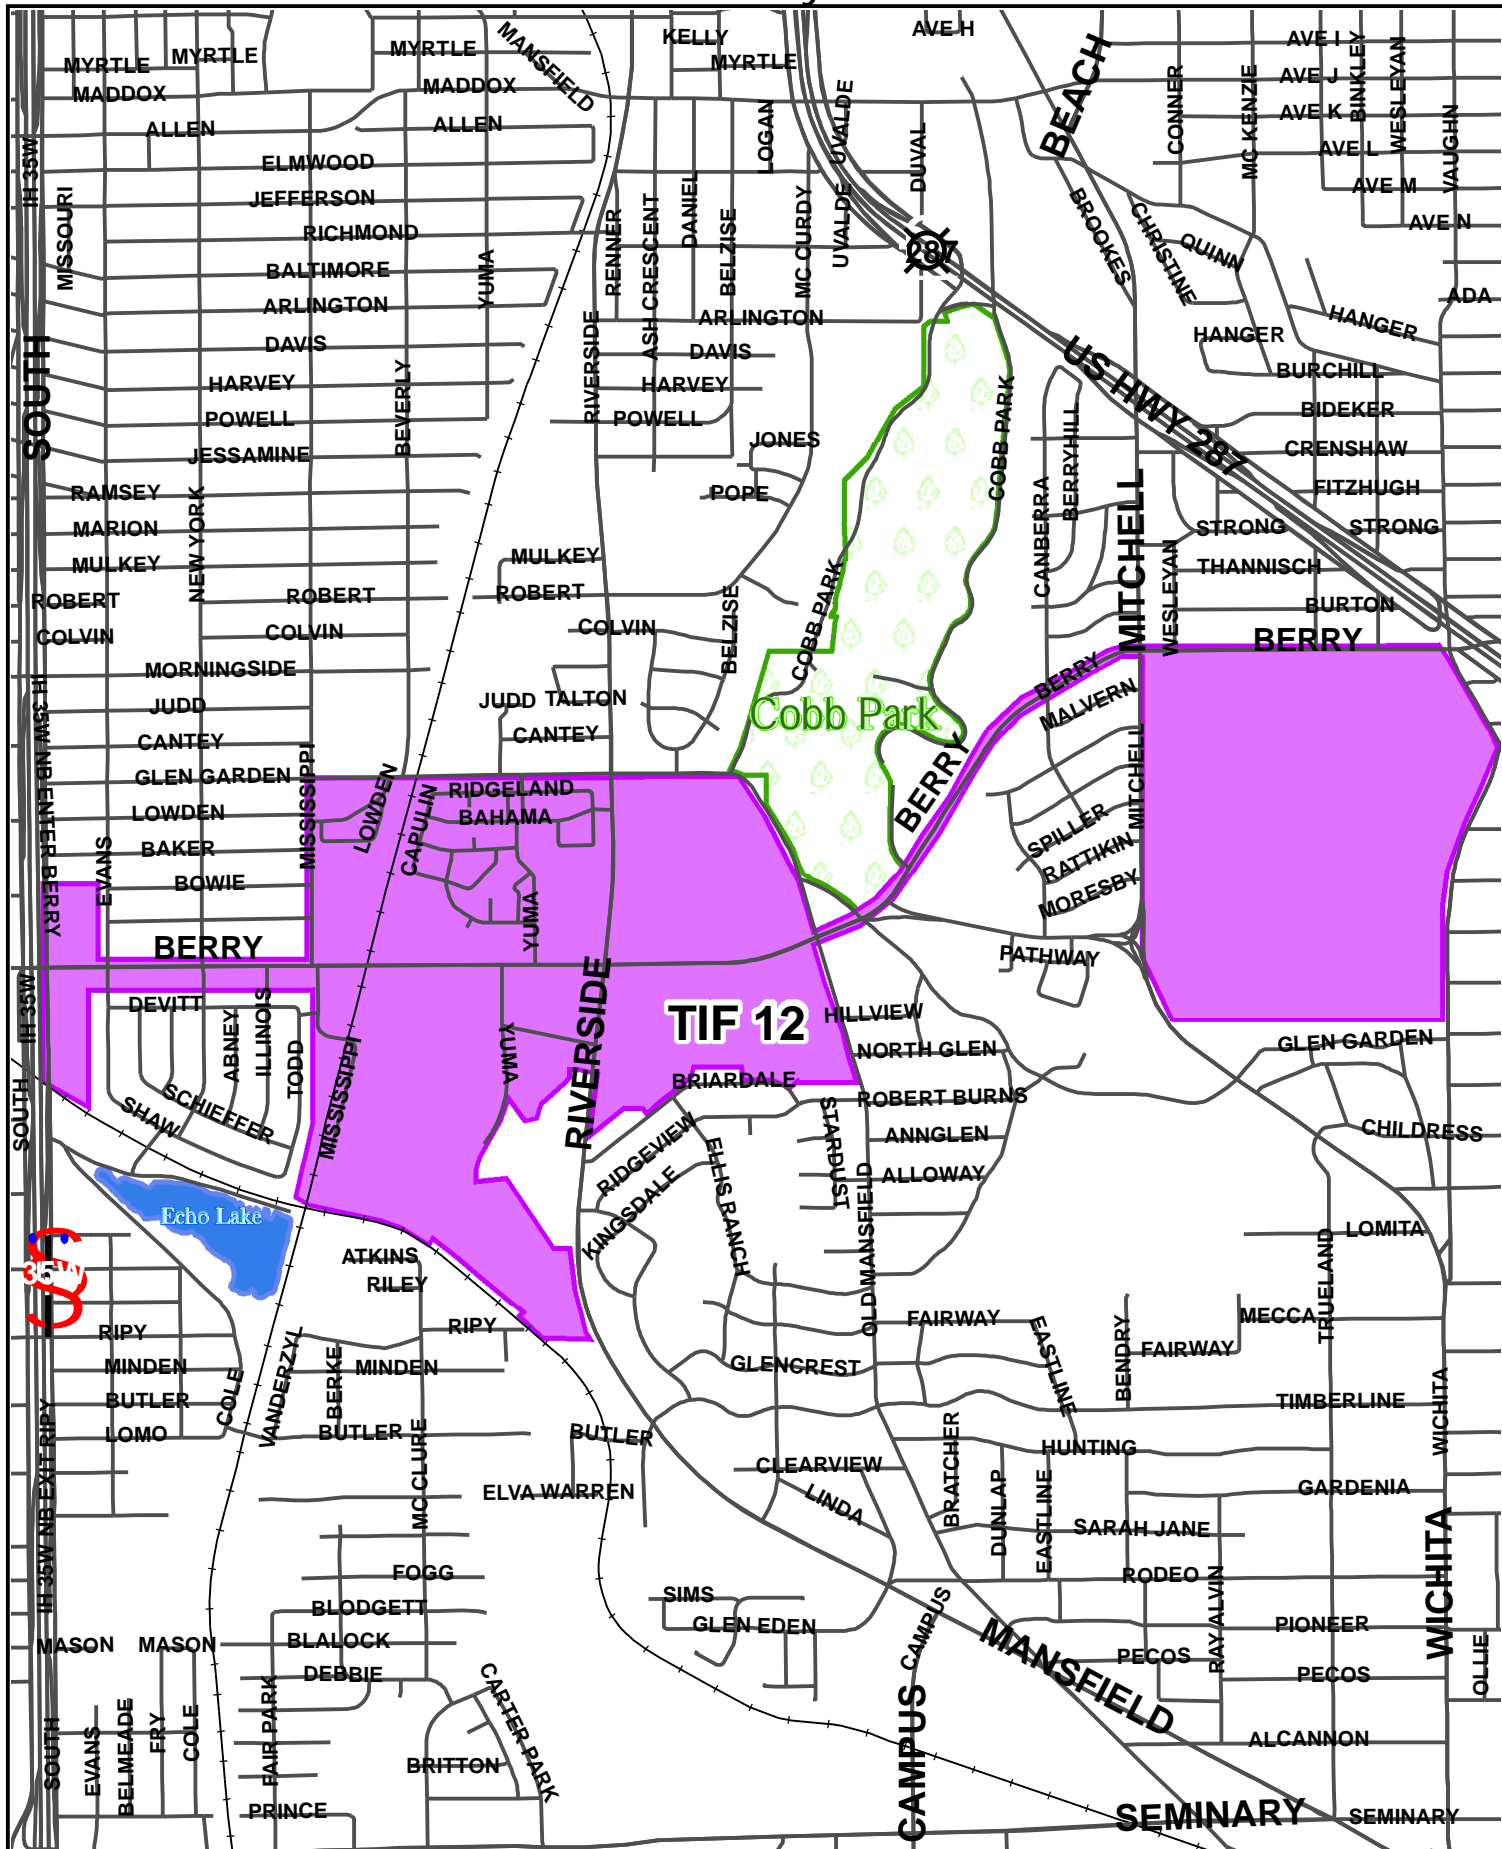 AVE H
KELLY
MYRTLE
MYRTLE
MYRTLE
MYRTLE
MANSFIELD
AVE I
BEACH
BINKLEY
WESLEYAN
MADDOX
MADDOX
AVE J
CONNER
MC KENZIE
AVE K
VAUGHN
ALLEN
ALLEN
LOGAN
UVALDE
DUVAL
AVE L
IH 35W
ELMWOOD
AVE M
MISSOURI
JEFFERSON
RENNER
ASH CRESCENT
DANIEL
BELZISE
MC CURDY
UVALDE
BROOKES
CHRISTINE
AVE N
RICHMOND
QUINN
287
BALTIMORE
YUMA
ARLINGTON
ARLINGTON
ADA
HANGER
HANGER
SOUTH
DAVIS
RIVERSIDE
DAVIS
US HWY 287
BURCHILL
HARVEY
BEVERLY
HARVEY
COBB PARK
BERRYHILL
BIDEKER
POWELL
POWELL
JONES
CRENSHAW
JESSAMINE
RAMSEY
POPE
CANBERRA
MITCHELL
FITZHUGH
MARION
NEW YORK
STRONG
STRONG
MULKEY
MULKEY
WESLEYAN
THANNISCH
ROBERT
ROBERT
ROBERT
BELZISE
COBB PARK
BURTON
COLVIN
COLVIN
COLVIN
BERRY
MORNINGSIDE
BERRY
JUDD
JUDD
TALTON
MALVERN
Cobb Park
CANTEY
CANTEY
IH 35W NB ENTER BERRY
GLEN GARDEN
MISSISSIPPI
LOWDEN
CAPULIN
RIDGELAND
BERRY
MITCHELL
LOWDEN
BAHAMA
SPILLER
BAKER
EVANS
RATTIKIN
BOWIE
YUMA
MORESBY
BERRY
PATHWAY
IH 35W
DEVITT
ABNEY
ILLINOIS
TODD
YUMA
RIVERSIDE
TIF 12
HILLVIEW
NORTH GLEN
GLEN GARDEN
SOUTH
SHAW
SCHIEFFER
MISSISSIPPI
BRIARDALE
STARDUST
ROBERT BURNS
ANNGLEN
CHILDRESS
RIDGEVIEW
ELLIS RANCH
OLD MANSFIELD
ALLOWAY
KINGSDALE
Echo Lake
TRUELAND
LOMITA
35W
ATKINS
RILEY
RIPY
RIPY
FAIRWAY
EASTLINE
BENDRY
MECCA
FAIRWAY
VANDERZYL
MINDEN
COLE
BERKE
MINDEN
GLENCREST
WICHITA
BUTLER
TIMBERLINE
LOMO
BUTLER
MC CLURE
BUTLER
BRATCHER
HUNTING
IH 35W NB EXIT RIPY
CLEARVIEW
ELVA WARREN
LINDA
DUNLAP
EASTLINE
GARDENIA
SARAH JANE
WICHITA
FOGG
RODEO
RAY ALVIN
SIMS
BLODGETT
GLEN EDEN
CAMPUS
MANSFIELD
PIONEER
MASON
MASON
BLALOCK
PECOS
OLLIE
DEBBIE
PECOS
CARTER PARK
FAIR PARK
SOUTH
EVANS
BELMEADE
FRY
COLE
CAMPUS
ALCANNON
BRITTON
PRINCE
SEMINARY
SEMINARY